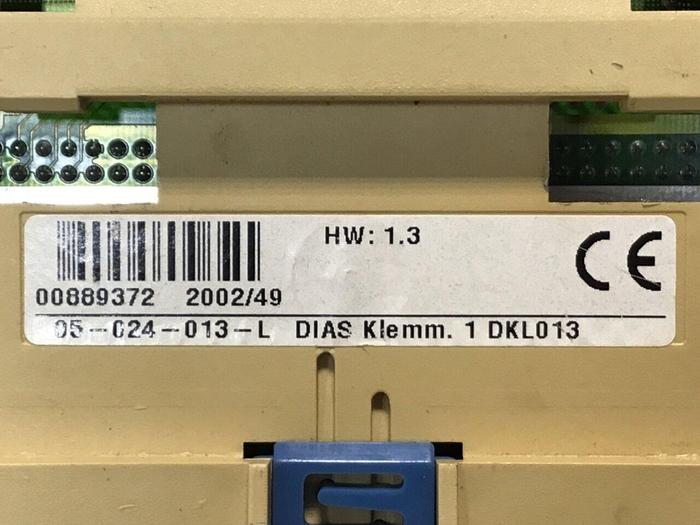 HW: 1.3
CE
00889372 2002/49
05-024-013-L DIAS Klemm. 1 DKL013